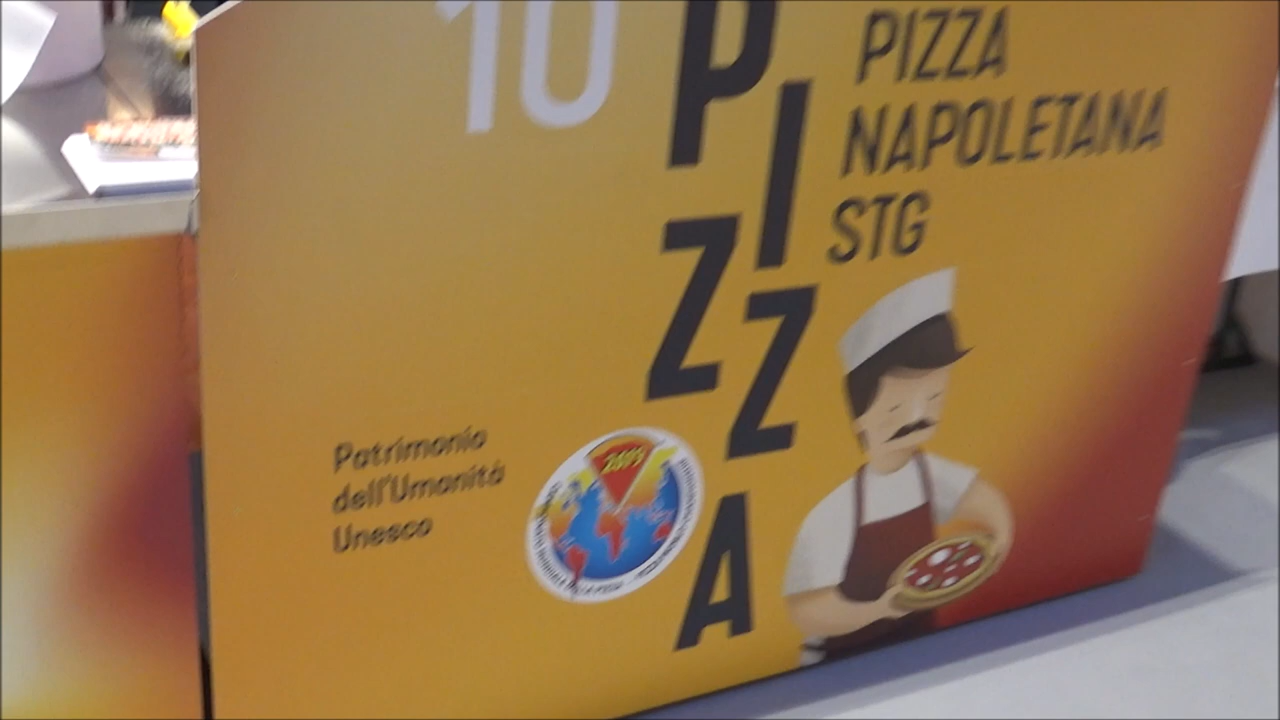 10
PIZZA
PIZZA
NAPOLETANA
STG
Patrimonio
dell'Umanità
Unesco